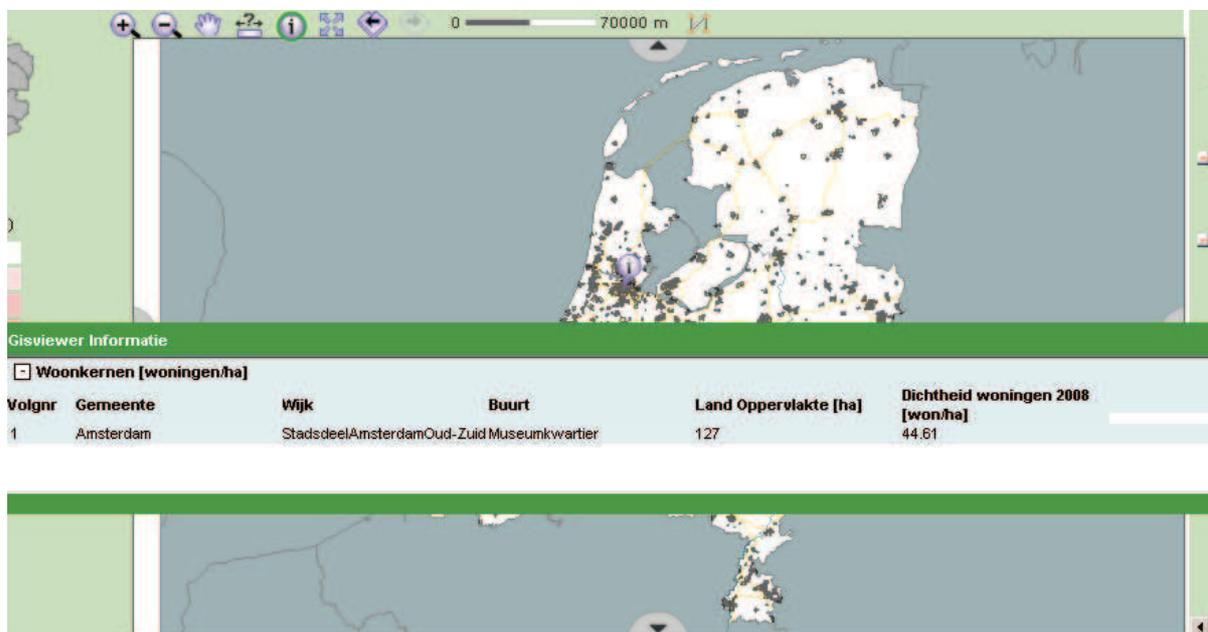 0 70000 m
Gisviewer Informatie
- Woonkernen [woningen/ha]
Volgnr Gemeente Wijk Buurt Land Oppervlakte [ha] Dichtheid woningen 2008 [won/ha]
1 Amsterdam StadsdeelAmsterdamOud-Zuid Museumkwartier 127 44.61